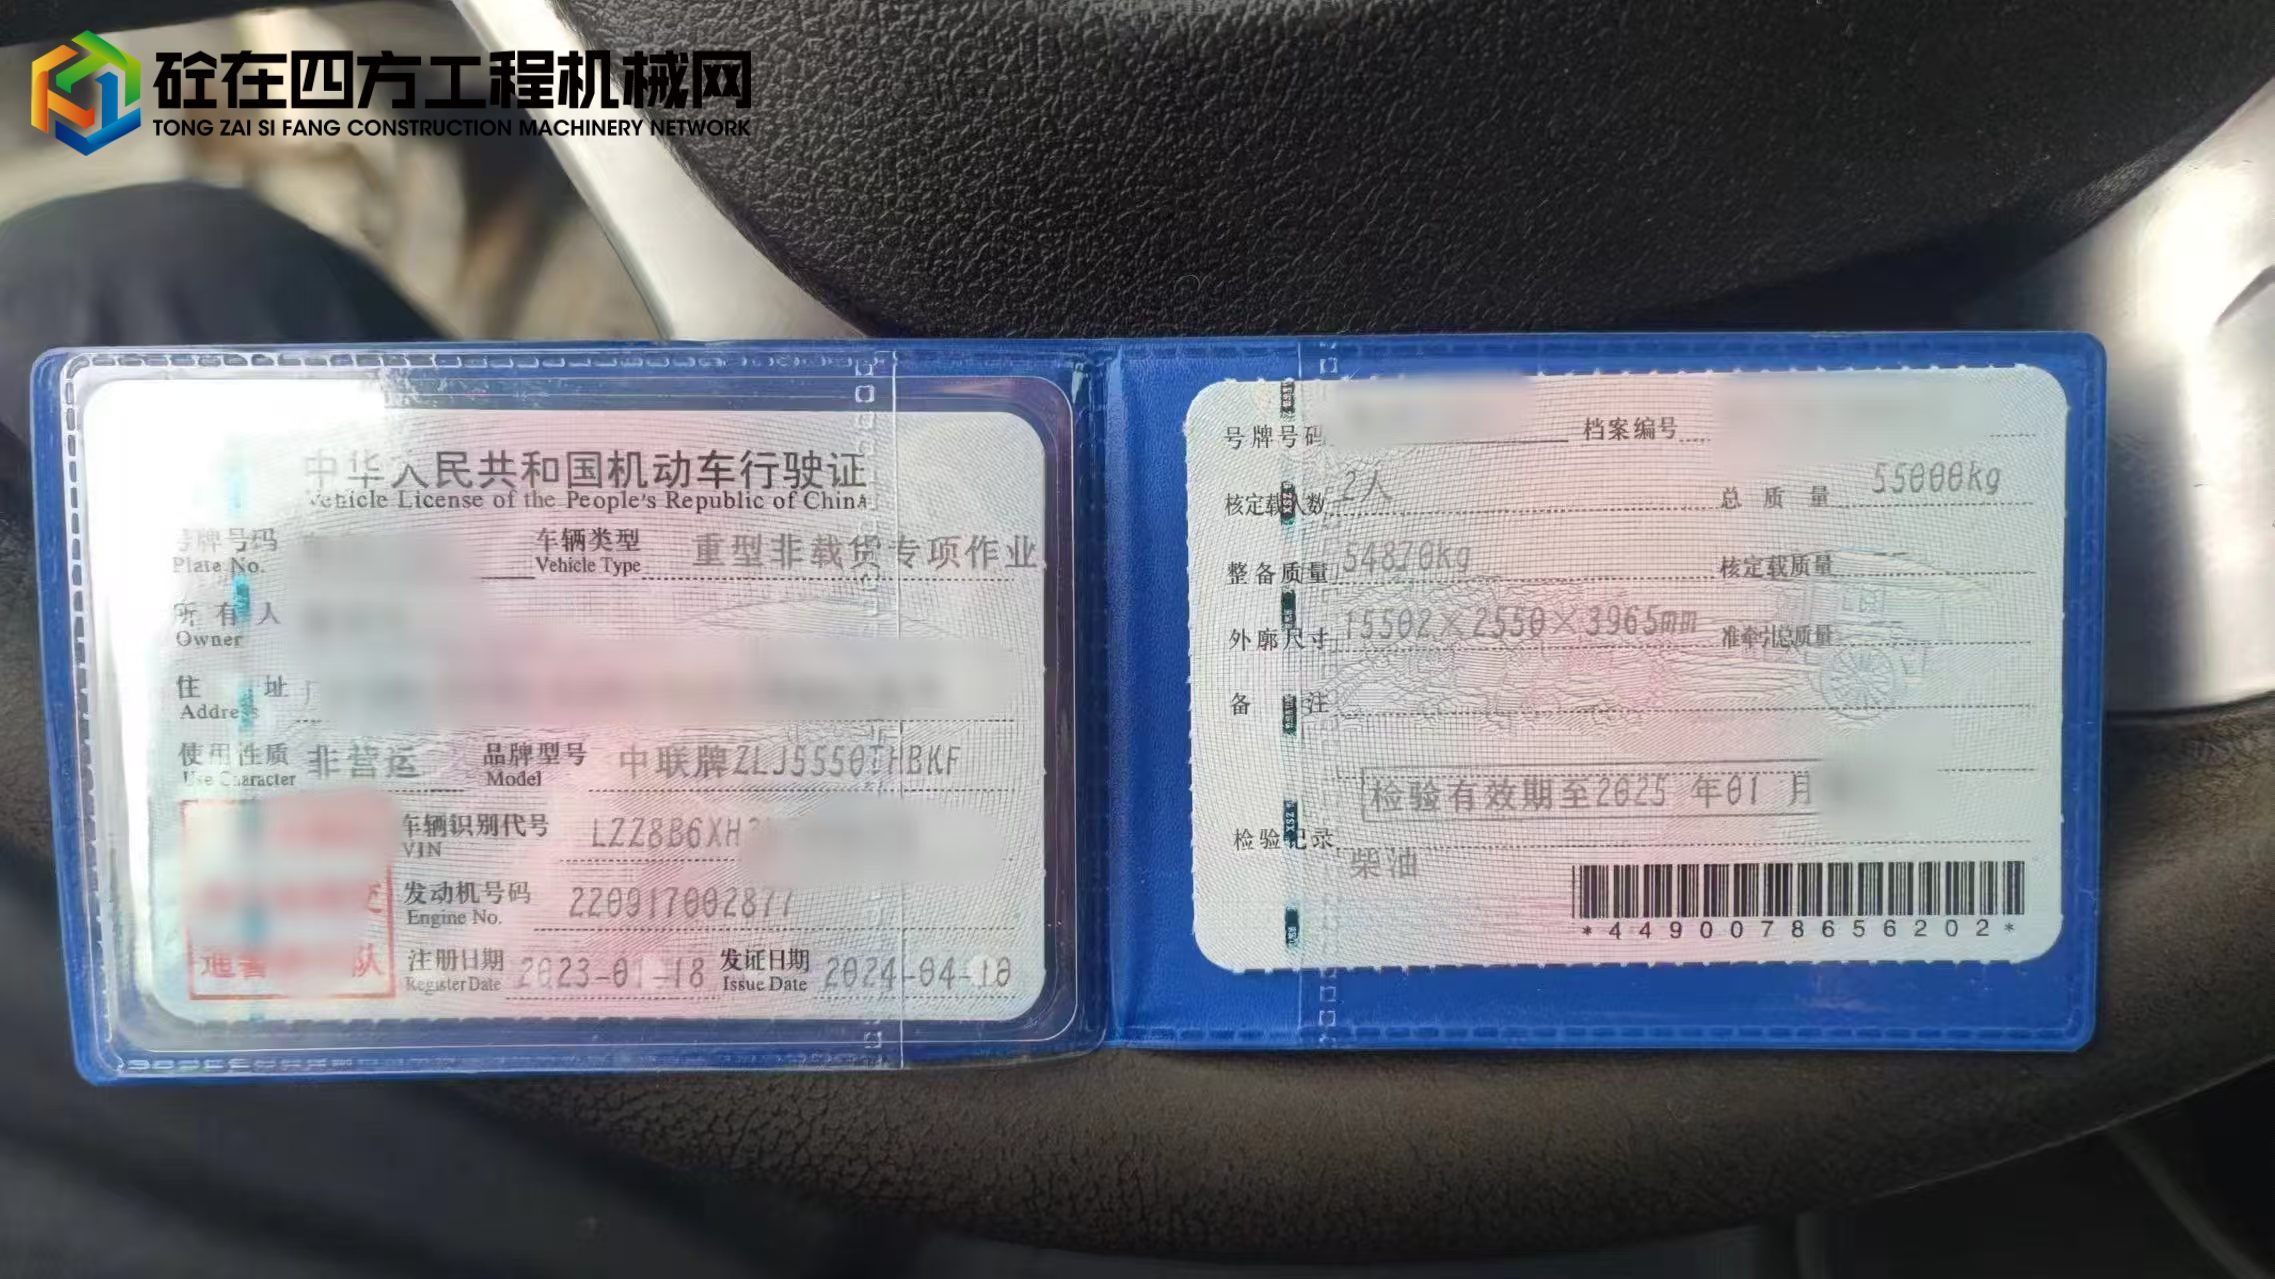 砼在四方工程机械网
TONG ZAI SI FANG CONSTRUCTION MACHINERY NETWORK
中华人民共和国机动车行驶证
Vehicle License of the People's Republic of China
号牌号码 车辆类型 重型非载货专项作业
Plate No. Vehicle Type
所有人
Owner
住址
Address
使用性质 非营运 品牌型号 中联牌ZLJ5550THBKF
Use Character Model
车辆识别代号 LZZ8B6XH
VIN
发动机号码 220917002877
Engine No.
注册日期 2023-01-18 发证日期 2024-04-10
Register Date Issue Date
队
号牌号码 档案编号
核定载人数 2人 总质量 55000kg
整备质量 54870kg 核定载质量 --
外廓尺寸 15502×2550×3965mm 准牵引总质量 --
备注
检验有效期至2025年01月
检验记录
柴油
*4490078656202*